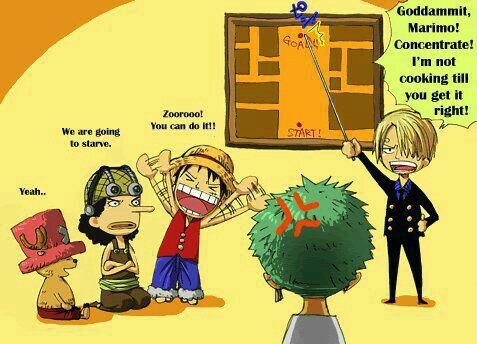 Goddammit,
Marimo!
Concentrate!
I'm not
cooking till
you get it
right!
GOAL!
START!
Zoorooo!
You can do it!!
We are going
to starve.
Yeah..